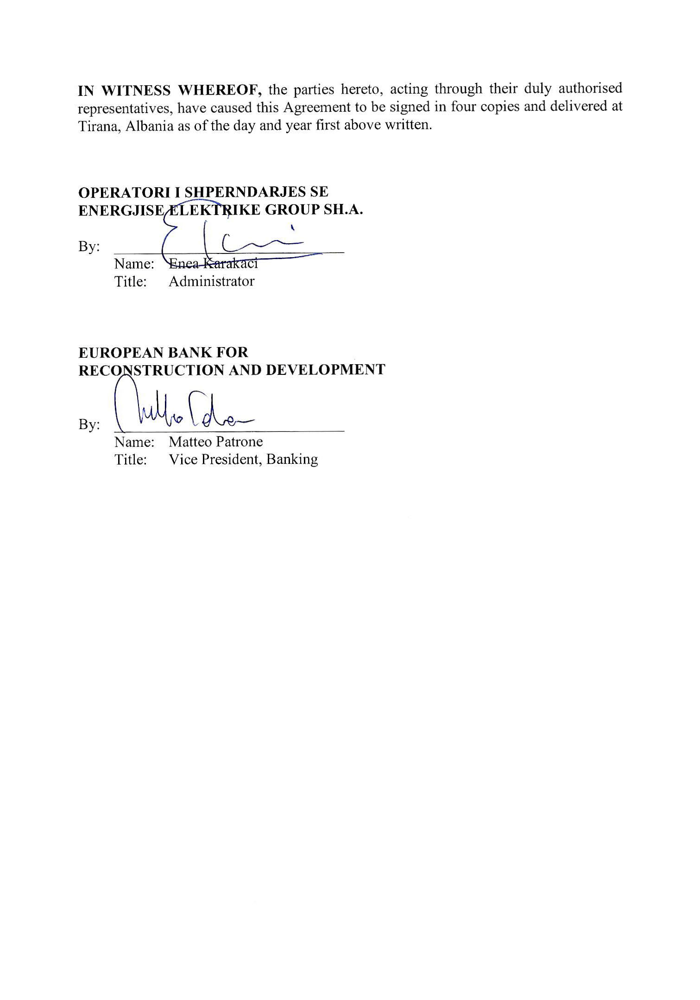 IN WITNESS WHEREOF, the parties hereto, acting through their duly authorised
representatives, have caused this Agreement to be signed in four copies and delivered at
Tirana, Albania as of the day and year first above written.
OPERATORI I SHPERNDARJES SE
ENERGJISE ELEKTRIKE GROUP SH.A.
By:
Name: Enea Karakaci
Title: Administrator
EUROPEAN BANK FOR
RECONSTRUCTION AND DEVELOPMENT
By:
Name: Matteo Patrone
Title: Vice President, Banking